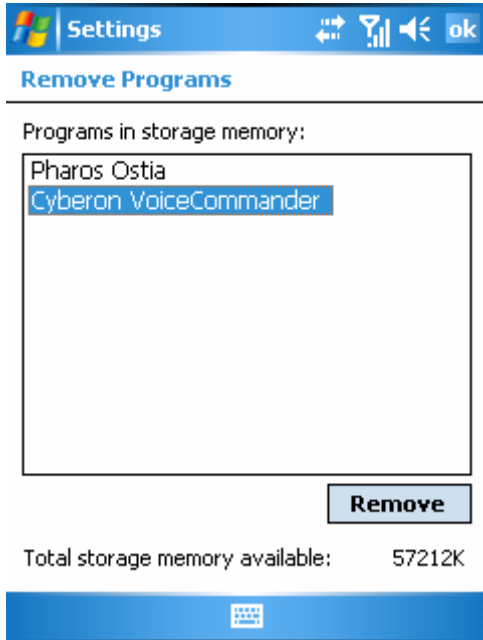 Settings
ok
Remove Programs
Programs in storage memory:
Pharos Ostia
Cyberon VoiceCommander
Remove
Total storage memory available: 57212K